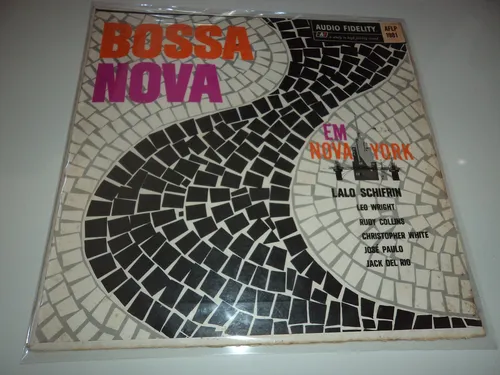 BOSSA
NOVA
AUDIO FIDELITY
AFLP
1981
EM
NOVA YORK
LALO SCHIFRIN
LEO WRIGHT
RUDY COLLINS
CHRISTOPHER WHITE
JOSÉ PAULO
JACK DEL RIO